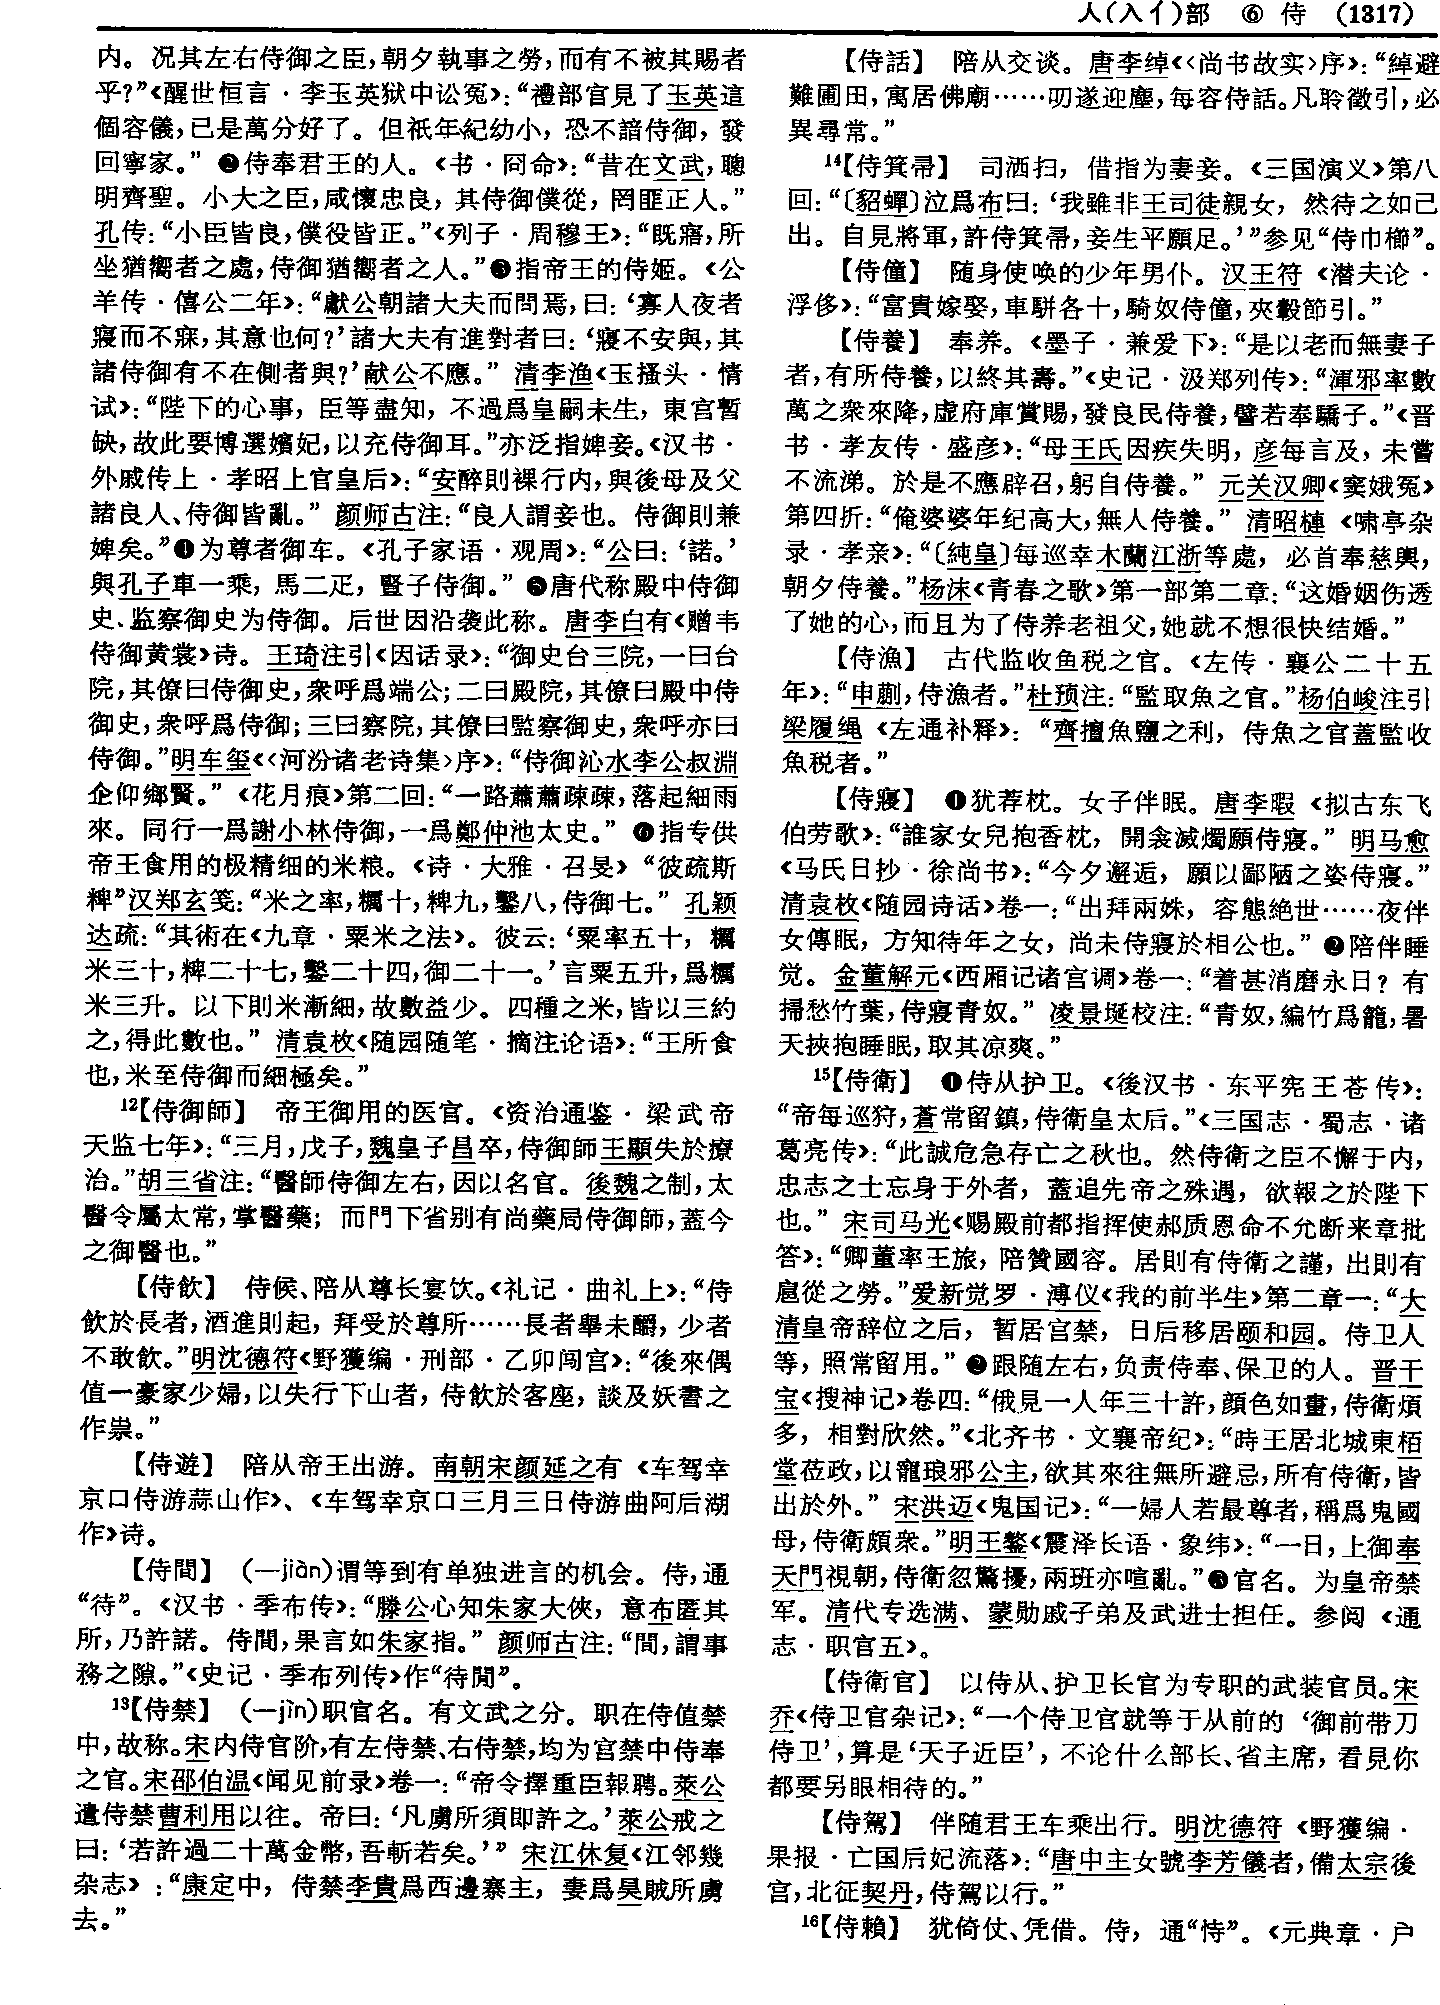 人(入亻)部 ⑥ 侍 (1317)
内。况其左右侍御之臣，朝夕執事之勞，而有不被其賜者
乎？”《醒世恒言·李玉英狱中讼冤》：“禮部官見了玉英這
個容儀，已是萬分好了。但祇年紀幼小，恐不諳侍御，發
回寧家。” ❷侍奉君王的人。《书·冏命》：“昔在文武，聰
明齊聖。小大之臣，咸懷忠良，其侍御僕從，罔匪正人。”
孔传：“小臣皆良，僕役皆正。”《列子·周穆王》：“既寤，所
坐猶嚮者之處，侍御猶嚮者之人。”❸指帝王的侍姬。《公
羊传·僖公二年》：“獻公朝諸大夫而問焉，曰：‘寡人夜者
寢而不寐，其意也何？’諸大夫有進對者曰：‘寢不安與，其
諸侍御有不在側者與？’献公不應。” 清李渔《玉搔头·情
试》：“陛下的心事，臣等盡知，不過爲皇嗣未生，東宫暫
缺，故此要博選嬪妃，以充侍御耳。”亦泛指婢妾。《汉书·
外戚传上·孝昭上官皇后》：“安醉則裸行内，與後母及父
諸良人、侍御皆亂。” 颜师古注：“良人謂妾也。侍御則兼
婢矣。”❹为尊者御车。《孔子家语·观周》：“公曰：‘諾。’
與孔子車一乘，馬二疋，豎子侍御。” ❺唐代称殿中侍御
史、监察御史为侍御。后世因沿袭此称。唐李白有《赠韦
侍御黄裳》诗。王琦注引《因话录》：“御史台三院，一曰台
院，其僚曰侍御史，衆呼爲端公；二曰殿院，其僚曰殿中侍
御史，衆呼爲侍御；三曰察院，其僚曰監察御史，衆呼亦曰
侍御。”明车玺《〈河汾诸老诗集〉序》：“侍御沁水李公叔淵
企仰鄉賢。”《花月痕》第二回：“一路蕭蕭疎疎，落起細雨
來。同行一爲謝小林侍御，一爲鄭仲池太史。” ❻指专供
帝王食用的极精细的米粮。《诗·大雅·召旻》“彼疏斯
粺”汉郑玄笺：“米之率，糲十，粺九，鑿八，侍御七。” 孔颖
达疏：“其術在《九章·粟米之法》。彼云：‘粟率五十，糲
米三十，粺二十七，鑿二十四，御二十一。’言粟五升，爲糲
米三升。以下則米漸細，故數益少。四種之米，皆以三約
之，得此數也。” 清袁枚《随园随笔·摘注论语》：“王所食
也，米至侍御而細極矣。”
12【侍御師】 帝王御用的医官。《资治通鉴·梁武帝
天监七年》：“三月，戊子，魏皇子昌卒，侍御師王顯失於療
治。”胡三省注：“醫師侍御左右，因以名官。後魏之制，太
醫令屬太常，掌醫藥；而門下省别有尚藥局侍御師，蓋今
之御醫也。”
【侍飲】 侍候、陪从尊长宴饮。《礼记·曲礼上》：“侍
飲於長者，酒進則起，拜受於尊所……長者舉未釂，少者
不敢飲。”明沈德符《野獲编·刑部·乙卯闯宫》：“後來偶
值一豪家少婦，以失行下山者，侍飲於客座，談及妖書之
作祟。”
【侍遊】 陪从帝王出游。南朝宋颜延之有《车驾幸
京口侍游蒜山作》、《车驾幸京口三月三日侍游曲阿后湖
作》诗。
【侍間】 (一jiàn)谓等到有单独进言的机会。侍，通
“待”。《汉书·季布传》：“滕公心知朱家大俠，意布匿其
所，乃許諾。侍間，果言如朱家指。” 颜师古注：“間，謂事
務之隙。”《史记·季布列传》作“待閒”。
13【侍禁】 (一jìn)职官名。有文武之分。职在侍值禁
中，故称。宋内侍官阶，有左侍禁、右侍禁，均为宫禁中侍奉
之官。宋邵伯温《闻见前录》卷一：“帝令擇重臣報聘。萊公
遣侍禁曹利用以往。帝曰：‘凡虜所須即許之。’萊公戒之
曰：‘若許過二十萬金幣，吾斬若矣。’” 宋江休复《江邻幾
杂志》：“康定中，侍禁李貴爲西邊寨主，妻爲昊賊所虜
去。”
【侍話】 陪从交谈。唐李绰《〈尚书故实〉序》：“綽避
難圃田，寓居佛廟……叨遂迎塵，每容侍話。凡聆徵引，必
異尋常。”
14【侍箕帚】 司洒扫，借指为妻妾。《三国演义》第八
回：“〔貂蟬〕泣爲布曰：‘我雖非王司徒親女，然待之如己
出。自見將軍，許侍箕帚，妾生平願足。’”参见“侍巾櫛”。
【侍僮】 随身使唤的少年男仆。汉王符《潜夫论·
浮侈》：“富貴嫁娶，車駢各十，騎奴侍僮，夾轂節引。”
【侍養】 奉养。《墨子·兼爱下》：“是以老而無妻子
者，有所侍養，以終其壽。”《史记·汲郑列传》：“渾邪率數
萬之衆來降，虚府庫賞賜，發良民侍養，譬若奉驕子。”《晋
书·孝友传·盛彦》：“母王氏因疾失明，彦每言及，未嘗
不流涕。於是不應辟召，躬自侍養。” 元关汉卿《窦娥冤》
第四折：“俺婆婆年纪高大，無人侍養。” 清昭槤《啸亭杂
录·孝亲》：“〔純皇〕每巡幸木蘭江浙等處，必首奉慈輿，
朝夕侍養。”杨沫《青春之歌》第一部第二章：“这婚姻伤透
了她的心，而且为了侍养老祖父，她就不想很快结婚。”
【侍漁】 古代监收鱼税之官。《左传·襄公二十五
年》：“申蒯，侍漁者。”杜预注：“監取魚之官。”杨伯峻注引
梁履绳《左通补释》：“齊擅魚鹽之利，侍魚之官蓋監收
魚税者。”
【侍寢】 ❶犹荐枕。女子伴眠。唐李暇《拟古东飞
伯劳歌》：“誰家女兒抱香枕，開衾滅燭願侍寢。” 明马愈
《马氏日抄·徐尚书》：“今夕邂逅，願以鄙陋之姿侍寢。”
清袁枚《随园诗话》卷一：“出拜兩姝，容態絶世……夜伴
女傳眠，方知待年之女，尚未侍寢於相公也。” ❷陪伴睡
觉。金董解元《西厢记诸宫调》卷一：“着甚消磨永日？有
掃愁竹葉，侍寢青奴。” 凌景埏校注：“青奴，編竹爲籠，暑
天挾抱睡眠，取其凉爽。”
15【侍衛】 ❶侍从护卫。《後汉书·东平宪王苍传》：
“帝每巡狩，蒼常留鎮，侍衛皇太后。”《三国志·蜀志·诸
葛亮传》：“此誠危急存亡之秋也。然侍衛之臣不懈于内，
忠志之士忘身于外者，蓋追先帝之殊遇，欲報之於陛下
也。” 宋司马光《赐殿前都指挥使郝质恩命不允断来章批
答》：“卿董率王旅，陪贊國容。居則有侍衛之謹，出則有
扈從之勞。”爱新觉罗·溥仪《我的前半生》第二章一：“大
清皇帝辞位之后，暂居宫禁，日后移居颐和园。侍卫人
等，照常留用。” ❷跟随左右，负责侍奉、保卫的人。晋干
宝《搜神记》卷四：“俄見一人年三十許，顔色如畫，侍衛煩
多，相對欣然。”《北齐书·文襄帝纪》：“時王居北城東栢
堂莅政，以寵琅邪公主，欲其來往無所避忌，所有侍衛，皆
出於外。” 宋洪迈《鬼国记》：“一婦人若最尊者，稱爲鬼國
母，侍衛頗衆。”明王鏊《震泽长语·象纬》：“一日，上御奉
天門視朝，侍衛忽驚擾，兩班亦喧亂。”❸官名。为皇帝禁
军。清代专选满、蒙勋戚子弟及武进士担任。参阅《通
志·职官五》。
【侍衛官】 以侍从、护卫长官为专职的武装官员。宋
乔《侍卫官杂记》：“一个侍卫官就等于从前的‘御前带刀
侍卫’，算是‘天子近臣’，不论什么部长、省主席，看見你
都要另眼相待的。”
【侍駕】 伴随君王车乘出行。明沈德符《野獲编·
果报·亡国后妃流落》：“唐中主女號李芳儀者，備太宗後
宫，北征契丹，侍駕以行。”
16【侍賴】 犹倚仗、凭借。侍，通“恃”。《元典章·户